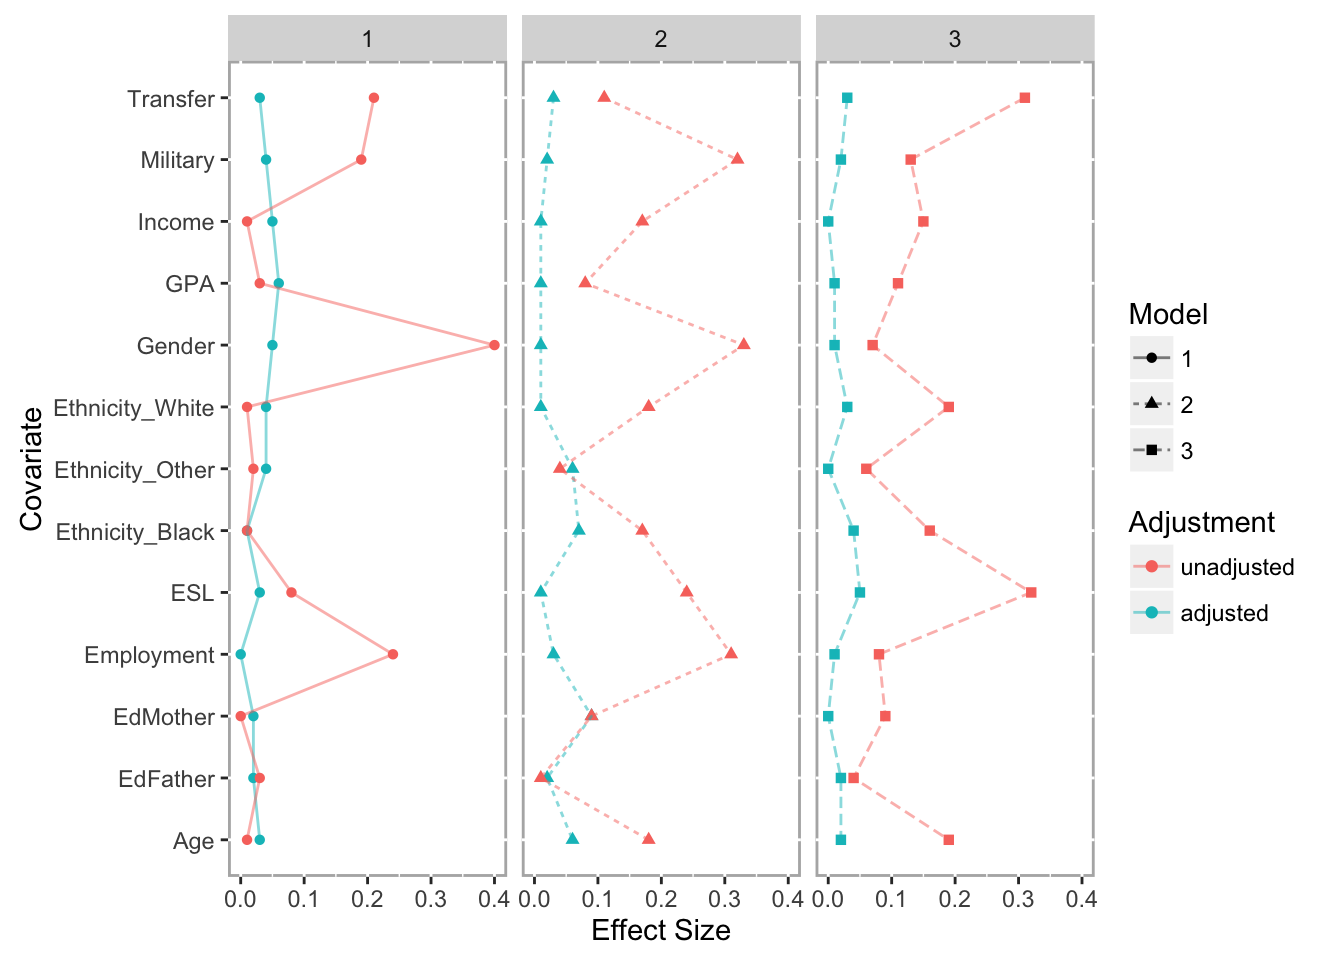 1 2 3
Transfer
Military
Income
GPA
Gender
Ethnicity_White
Ethnicity_Other
Ethnicity_Black
ESL
Employment
EdMother
EdFather
Age
Covariate
0.0 0.1 0.2 0.3 0.4 0.0 0.1 0.2 0.3 0.4 0.0 0.1 0.2 0.3 0.4
Effect Size
Model
1
2
3
Adjustment
unadjusted
adjusted